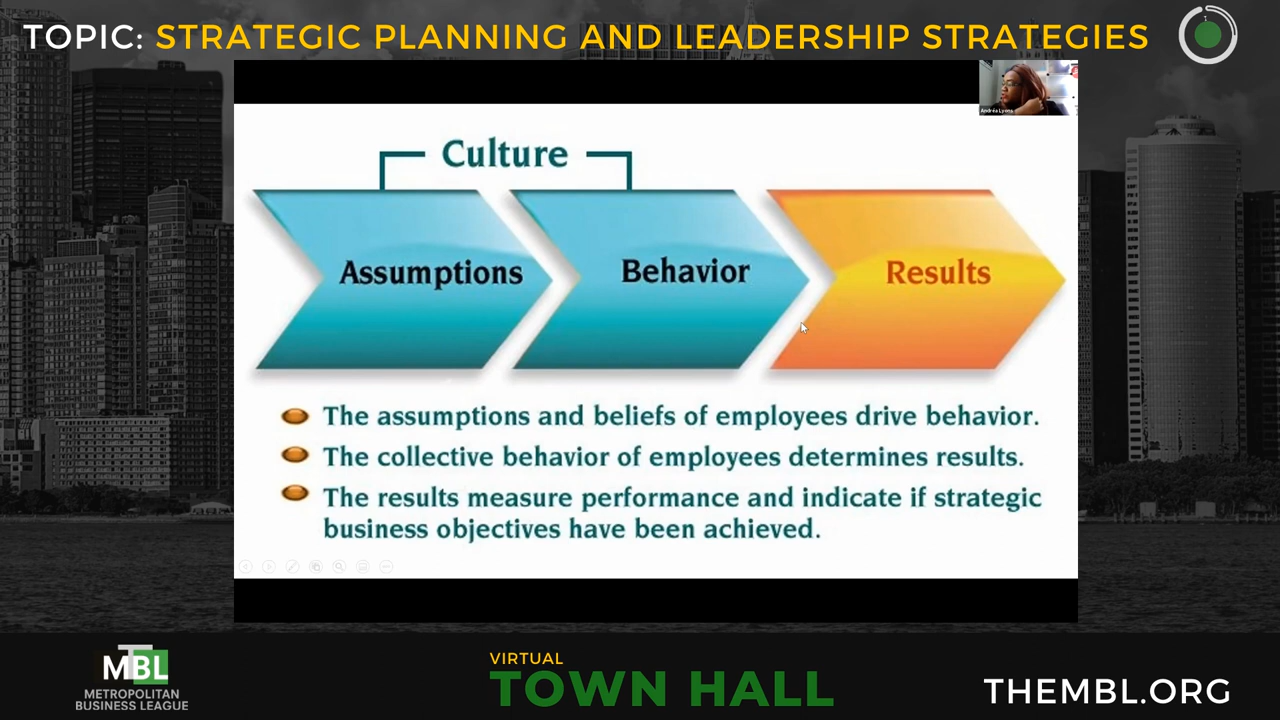 TOPIC: STRATEGIC PLANNING AND LEADERSHIP STRATEGIES
Andréa Lyons
Culture
Assumptions
Behavior
Results
The assumptions and beliefs of employees drive behavior.
The collective behavior of employees determines results.
The results measure performance and indicate if strategic
business objectives have been achieved.
MBL
METROPOLITAN
BUSINESS LEAGUE
VIRTUAL
TOWN HALL
THEMBL.ORG